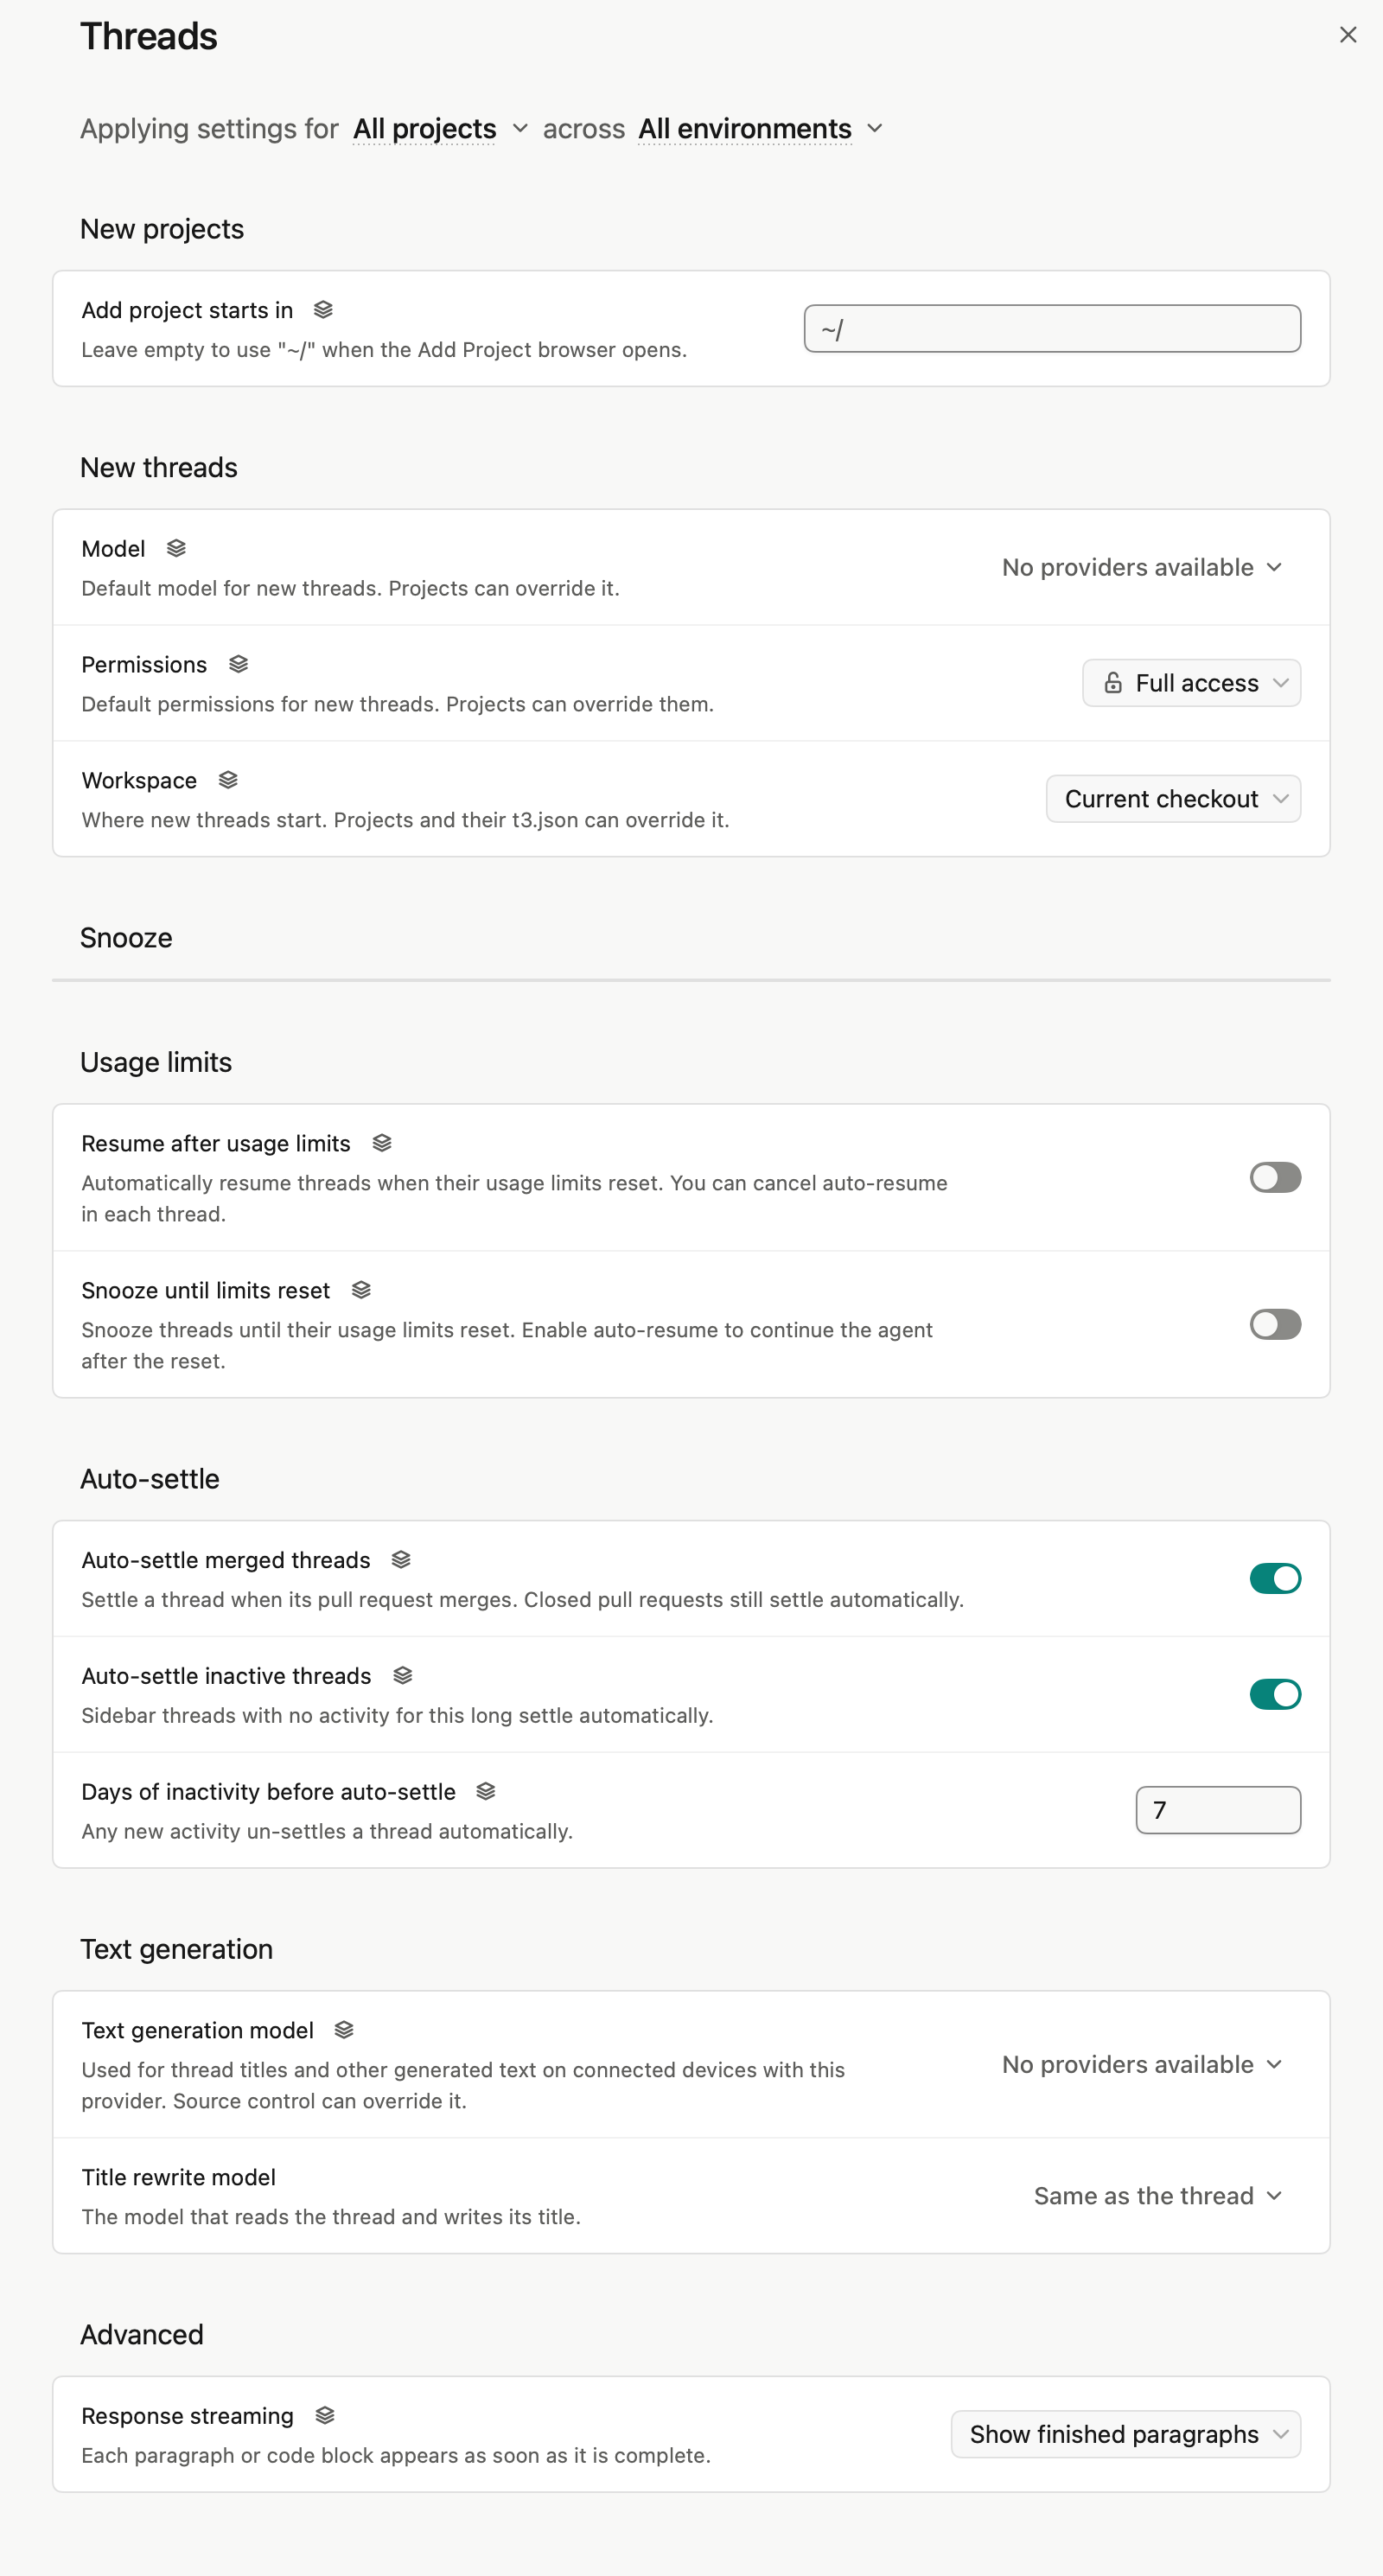 Threads
Applying settings for All projects across All environments
New projects
Add project starts in
Leave empty to use "~/" when the Add Project browser opens.
~/
New threads
Model
Default model for new threads. Projects can override it.
No providers available
Permissions
Default permissions for new threads. Projects can override them.
Full access
Workspace
Where new threads start. Projects and their t3.json can override it.
Current checkout
Snooze
Usage limits
Resume after usage limits
Automatically resume threads when their usage limits reset. You can cancel auto-resume
in each thread.
Snooze until limits reset
Snooze threads until their usage limits reset. Enable auto-resume to continue the agent
after the reset.
Auto-settle
Auto-settle merged threads
Settle a thread when its pull request merges. Closed pull requests still settle automatically.
Auto-settle inactive threads
Sidebar threads with no activity for this long settle automatically.
Days of inactivity before auto-settle
Any new activity un-settles a thread automatically.
7
Text generation
Text generation model
Used for thread titles and other generated text on connected devices with this
provider. Source control can override it.
No providers available
Title rewrite model
The model that reads the thread and writes its title.
Same as the thread
Advanced
Response streaming
Each paragraph or code block appears as soon as it is complete.
Show finished paragraphs